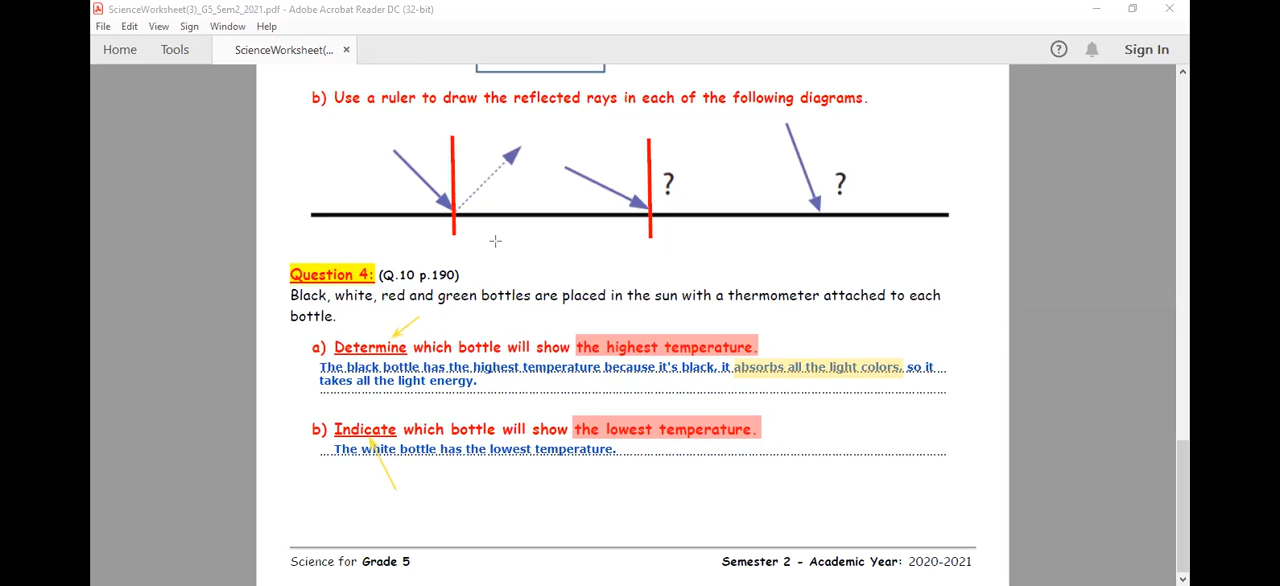 ScienceWorksheet(3)_G5_Sem2_2021.pdf - Adobe Acrobat Reader DC (32-bit)
File Edit View Sign Window Help
Home Tools ScienceWorksheet(... × ? Sign In
b) Use a ruler to draw the reflected rays in each of the following diagrams.
? ?
Question 4: (Q.10 p.190)
Black, white, red and green bottles are placed in the sun with a thermometer attached to each
bottle.
a) Determine which bottle will show the highest temperature.
The black bottle has the highest temperature because it's black, it absorbs all the light colors, so it
takes all the light energy.
b) Indicate which bottle will show the lowest temperature.
The white bottle has the lowest temperature.
Science for Grade 5 Semester 2 - Academic Year: 2020-2021